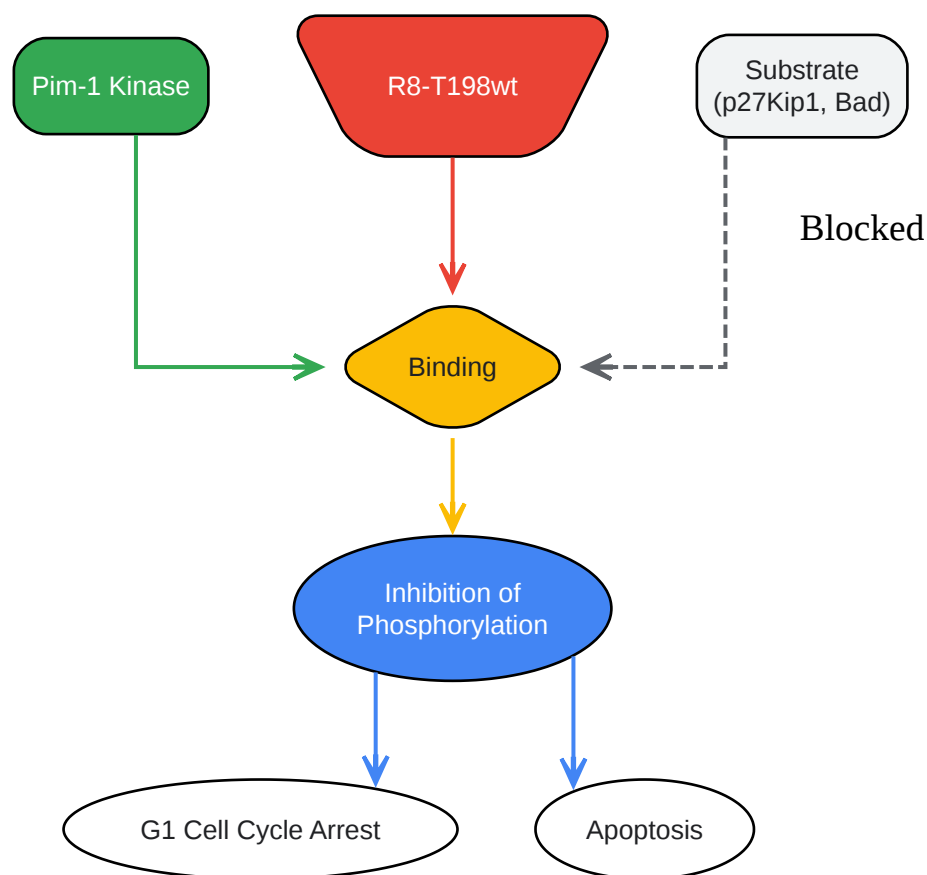 Pim-1 Kinase
R8-T198wt
Substrate
(p27Kip1, Bad)
Blocked
Binding
Inhibition of
Phosphorylation
G1 Cell Cycle Arrest
Apoptosis